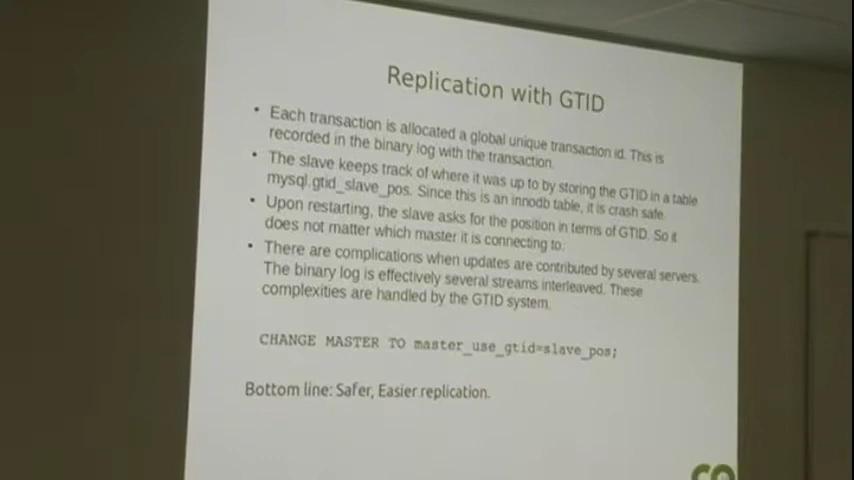 Replication with GTID
• Each transaction is allocated a global unique transaction id. This is
recorded in the binary log with the transaction.
• The slave keeps track of where it was up to by storing the GTID in a table
mysql.gtid_slave_pos. Since this is an innodb table, it is crash safe.
• Upon restarting, the slave asks for the position in terms of GTID. So it
does not matter which master it is connecting to.
• There are complications when updates are contributed by several servers.
The binary log is effectively several streams interleaved. These
complexities are handled by the GTID system.
CHANGE MASTER TO master_use_gtid=slave_pos;
Bottom line: Safer, Easier replication.